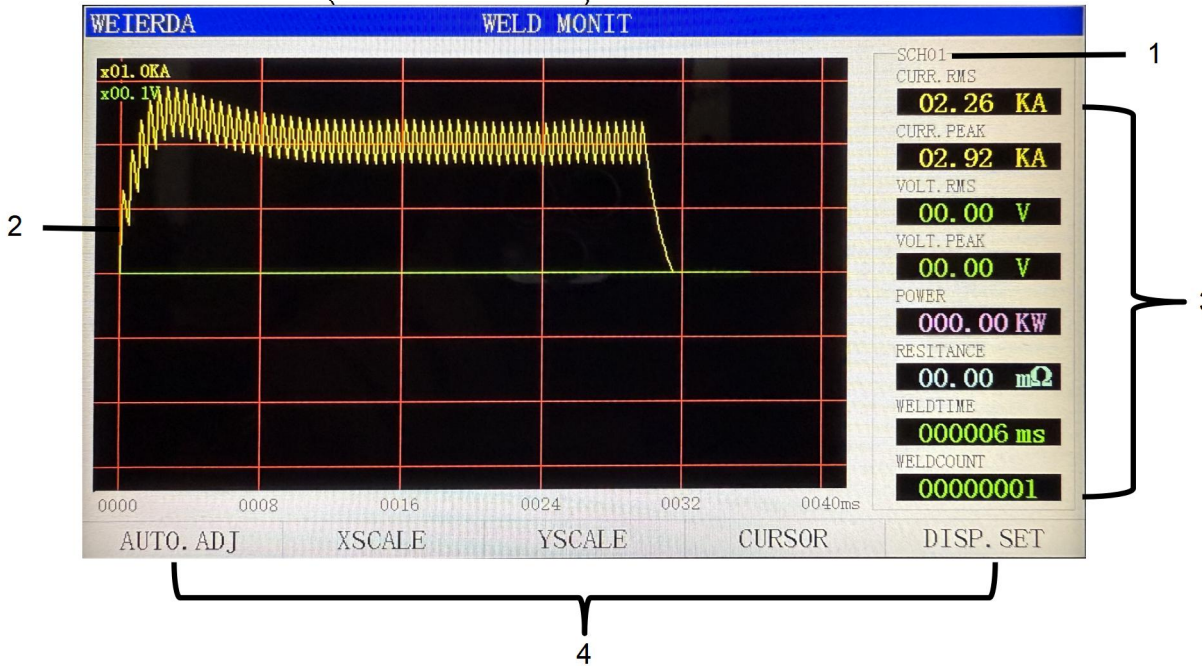 WEIERDA WELD MONIT
x01.0KA
x00.1V
SCH01
1
CURR.RMS
02.26 KA
CURR.PEAK
02.92 KA
VOLT.RMS
00.00 V
2
VOLT.PEAK
00.00 V
POWER
000.00 KW
3
RESITANCE
00.00 mΩ
WELDTIME
000006 ms
WELDCOUNT
00000001
0000 0008 0016 0024 0032 0040ms
AUTO.ADJ XSCALE YSCALE CURSOR DISP.SET
4